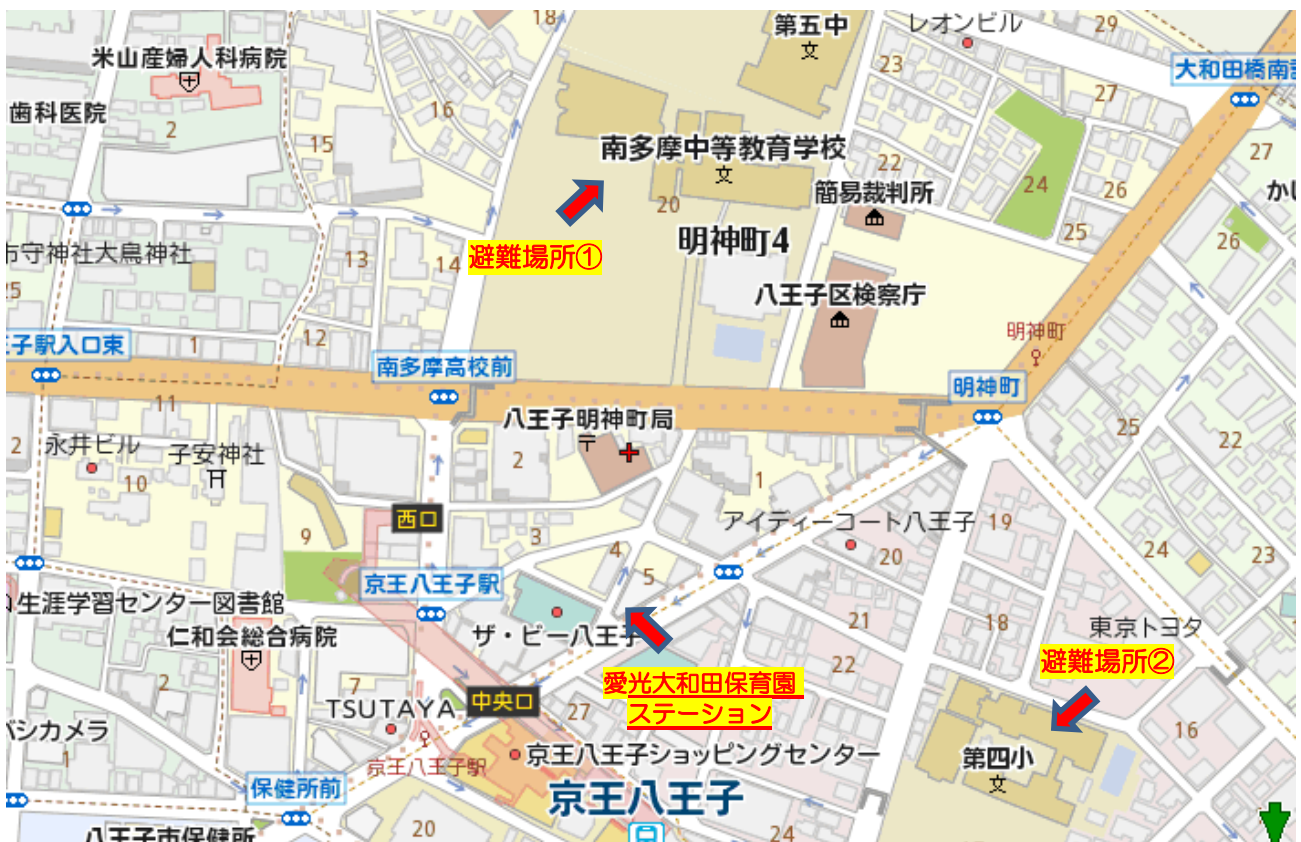 18
第五中
レオンビル
29
米山産婦人科病院
23
大和田橋南詰
歯科医院
2
16
27
15
南多摩中等教育学校
22
24
26
27
簡易裁判所
20
明神町4
25
26
市守神社大鳥神社
13
14
避難場所①
25
八王子区検察庁
12
1
明神町
子駅入口東
南多摩高校前
明神町
11
八王子明神町局
25
22
2
永井ビル
子安神社
2
10
1
西口
アイディーコート八王子
19
9
3
4
20
24
23
5
京王八王子駅
生涯学習センター図書館
21
18
仁和会総合病院
ザ・ビー八王子
東京トヨタ
22
避難場所②
2
7
愛光大和田保育園
ステーション
TSUTAYA
中央口
27
16
バシカメラ
1
京王八王子駅
京王八王子ショッピングセンター
第四小
保健所前
京王八王子
20
24
八王子市保健所